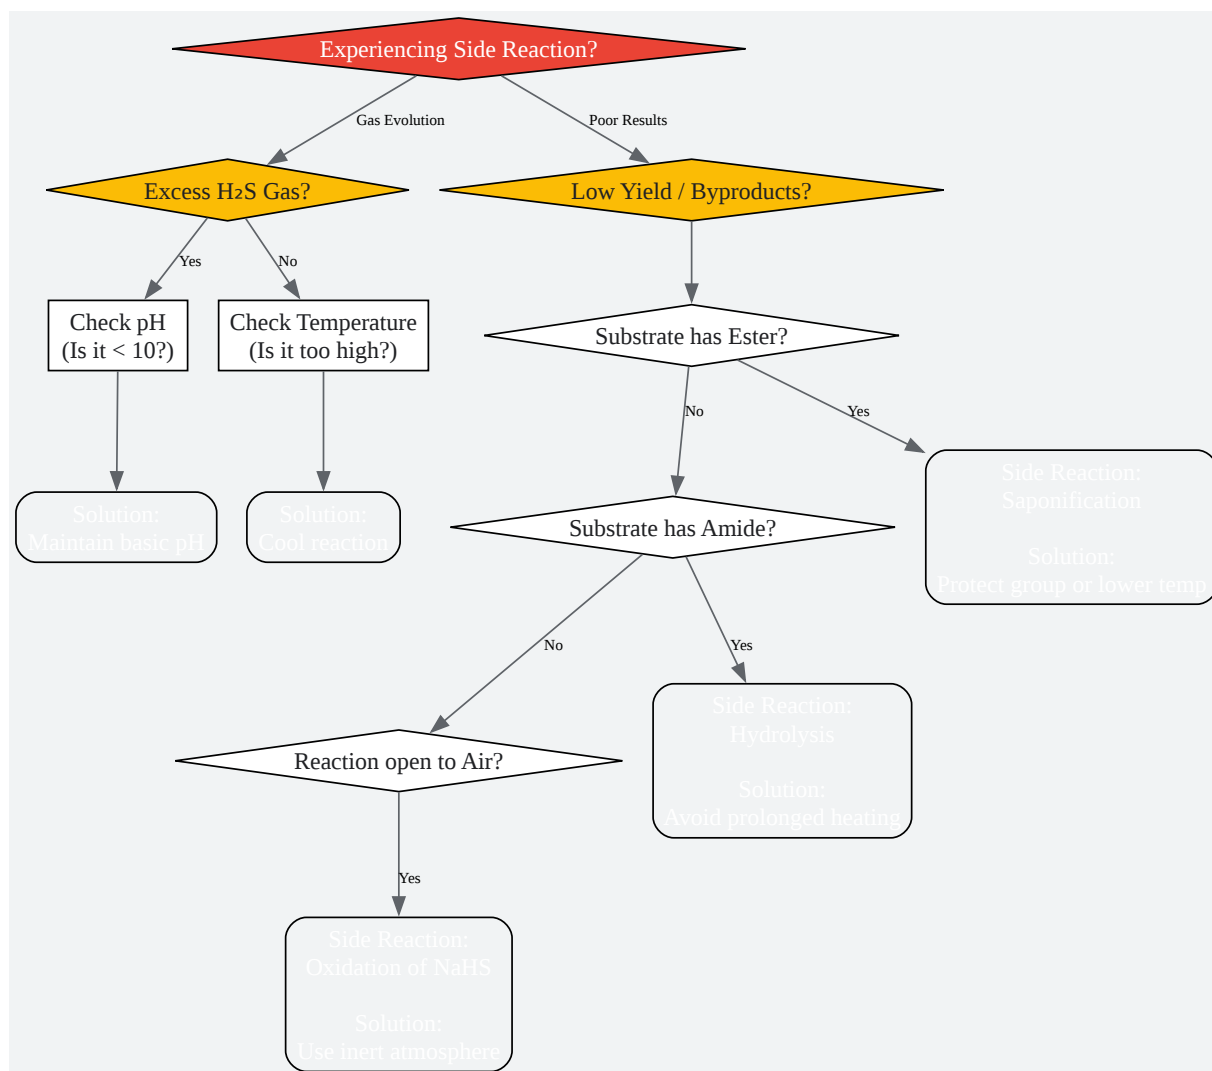 Experiencing Side Reaction?
Gas Evolution
Poor Results
Excess H₂S Gas?
Low Yield / Byproducts?
Yes
No
Check pH
(Is it < 10?)
Check Temperature
(Is it too high?)
Substrate has Ester?
No
Yes
Solution:
Maintain basic pH
Solution:
Cool reaction
Side Reaction:
Saponification
Solution:
Protect group or lower temp
Substrate has Amide?
No
Yes
Side Reaction:
Hydrolysis
Solution:
Avoid prolonged heating
Reaction open to Air?
Yes
Side Reaction:
Oxidation of NaHS
Solution:
Use inert atmosphere